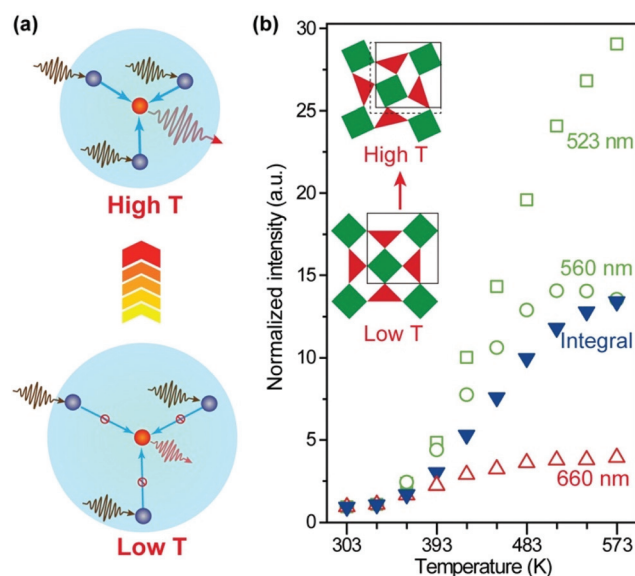 (a)
High T
Low T
(b)
Normalized intensity (a.u.)
30
25
20
15
10
5
0
High T
Low T
523 nm
560 nm
Integral
660 nm
303
393
483
573
Temperature (K)